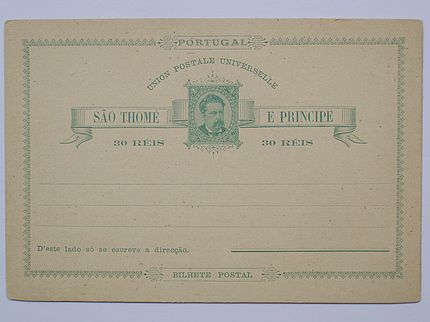 PORTUGAL
UNION POSTALE UNIVERSELLE
SÃO THOMÉ E PRINCIPE
30 RÉIS 30 RÉIS
D'este lado só se escreve a direcção.
BILHETE POSTAL